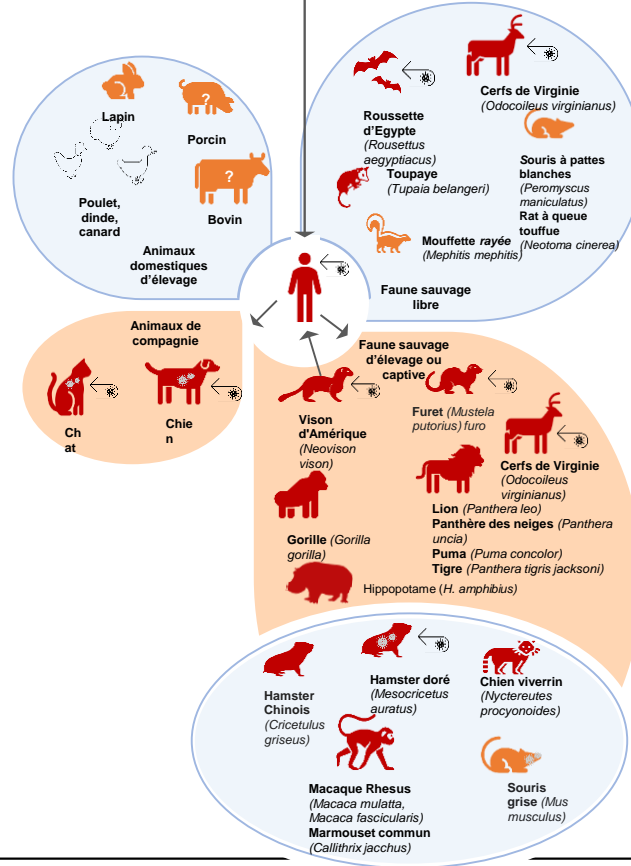 Lapin
?
Porcin
?
Poulet,
dinde,
canard
Bovin
Animaux
domestiques
d'élevage
Cerfs de Virginie
(Odocoileus virginianus)
Roussette
d'Egypte
(Rousettus
aegyptiacus)
Toupaye
(Tupaia belangeri)
Souris à pattes
blanches
(Peromyscus
maniculatus)
Rat à queue
touffue
(Neotoma cinerea)
Mouffette rayée
(Mephitis mephitis)
Faune sauvage
libre
Animaux de
compagnie
Ch
at
Chie
n
Faune sauvage
d'élevage ou
captive
Vison
d'Amérique
(Neovison
vison)
Furet (Mustela
putorius) furo
Cerfs de Virginie
(Odocoileus
virginianus)
Lion (Panthera leo)
Panthère des neiges (Panthera
uncia)
Puma (Puma concolor)
Tigre (Panthera tigris jacksoni)
Gorille (Gorilla
gorilla)
Hippopotame (H. amphibius)
Hamster
Chinois
(Cricetulus
griseus)
Hamster doré
(Mesocricetus
auratus)
Chien viverrin
(Nyctereutes
procyonoides)
Macaque Rhesus
(Macaca mulatta,
Macaca fascicularis)
Marmouset commun
(Callithrix jacchus)
Souris
grise (Mus
musculus)